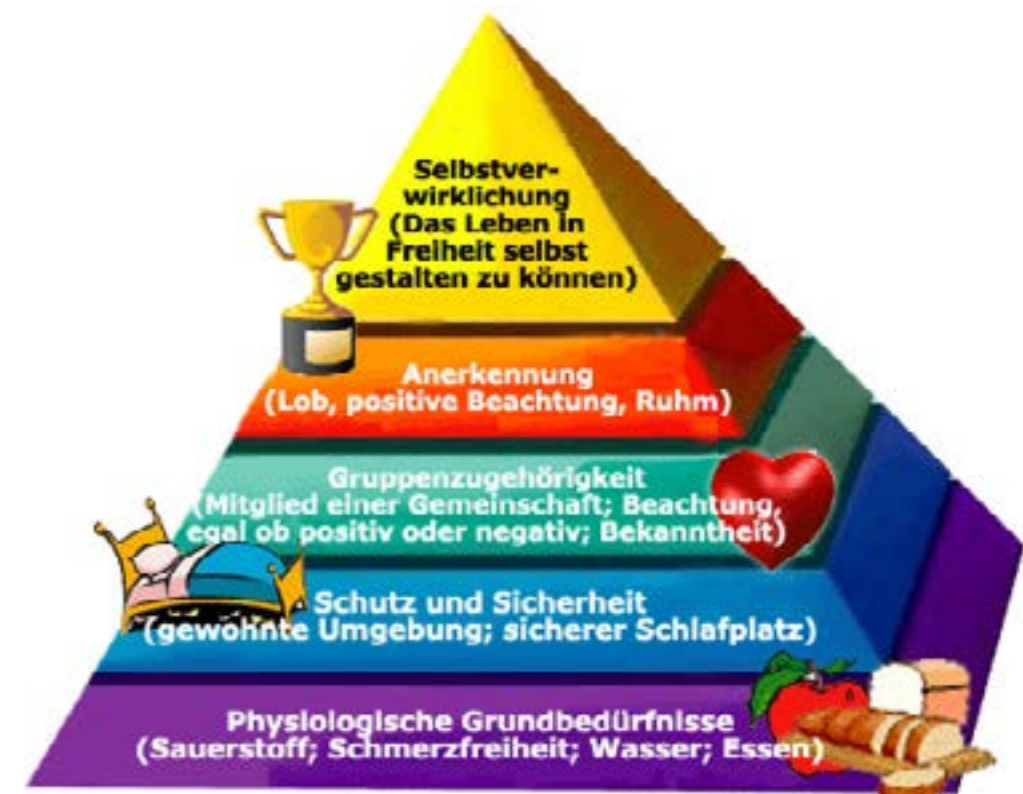 Selbstver-
wirklichung
(Das Leben in
Freiheit selbst
gestalten zu können)
Anerkennung
(Lob, positive Beachtung, Ruhm)
Gruppenzugehörigkeit
(Mitglied einer Gemeinschaft; Beachtung,
egal ob positiv oder negativ; Bekanntheit)
Schutz und Sicherheit
(gewohnte Umgebung; sicherer Schlafplatz)
Physiologische Grundbedürfnisse
(Sauerstoff; Schmerzfreiheit; Wasser; Essen)